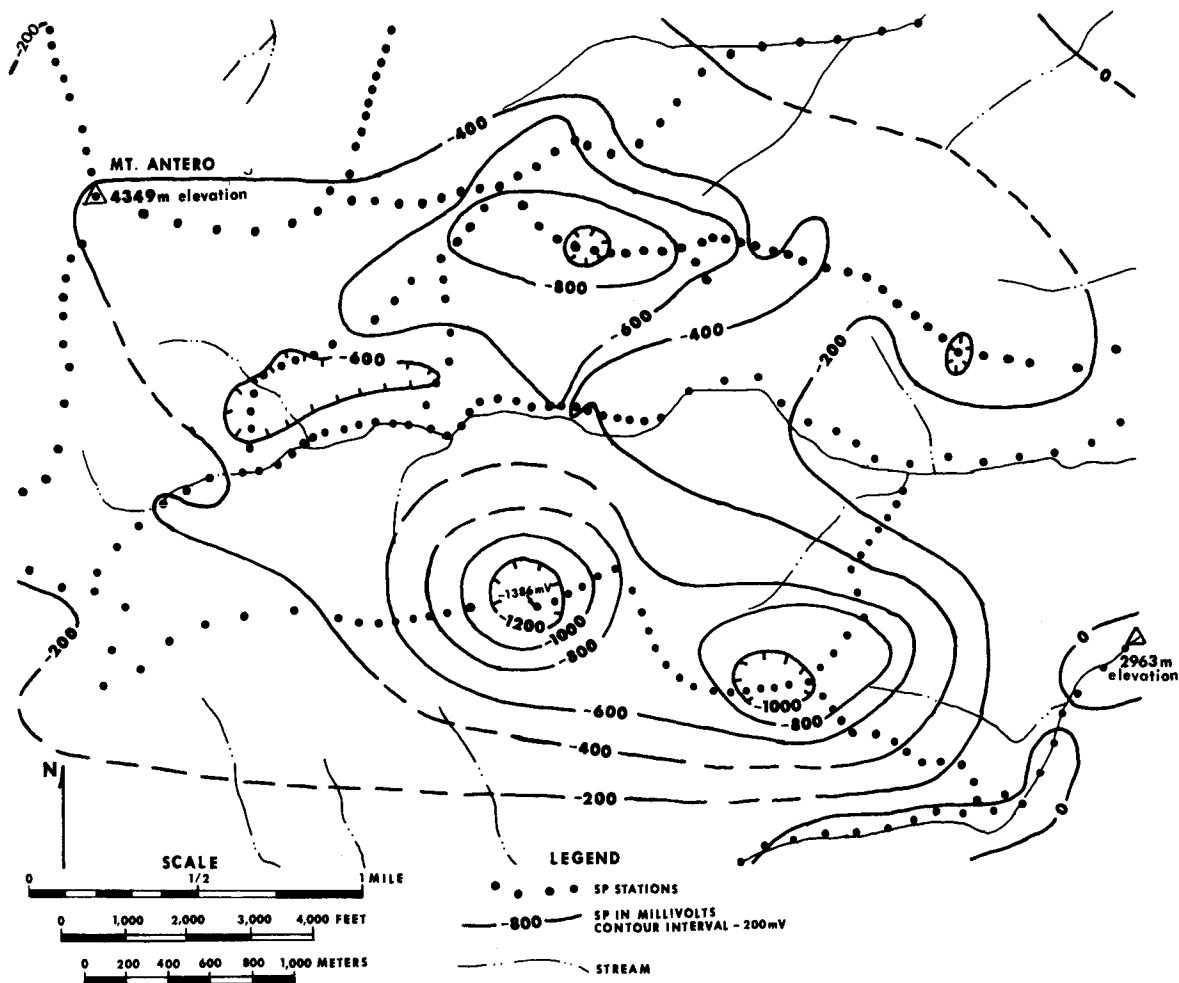 -200
0
-400
MT. ANTERO
4349m elevation
-800
-600
-400
-200
-600
-1386mV
-1200
-1000
-800
-200
0
2963m
elevation
-600
-1000
-800
-400
-200
0
N
SCALE
0 1/2 1 MILE
0 1,000 2,000 3,000 4,000 FEET
0 200 400 600 800 1,000 METERS
LEGEND
SP STATIONS
-800 SP IN MILLIVOLTS
CONTOUR INTERVAL -200mV
STREAM